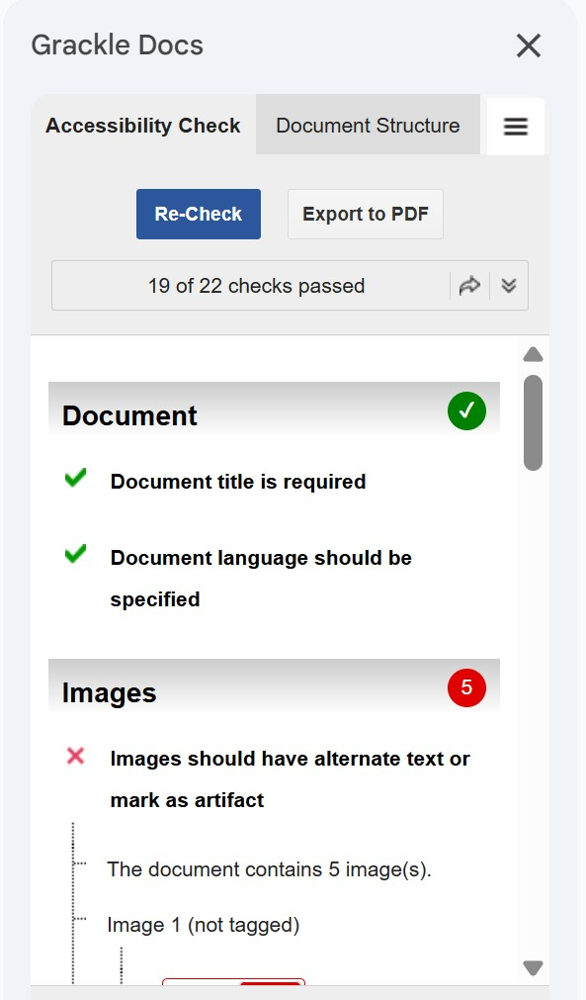 Grackle Docs
Accessibility Check
Document Structure
Re-Check
Export to PDF
19 of 22 checks passed
Document
Document title is required
Document language should be
specified
Images
5
Images should have alternate text or
mark as artifact
The document contains 5 image(s).
Image 1 (not tagged)